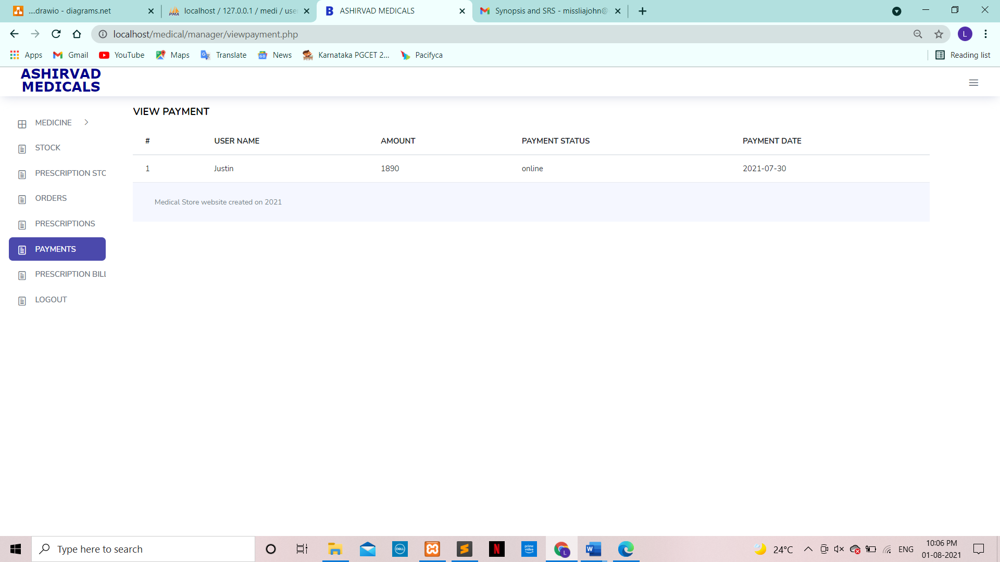 ....drawio - diagrams.net
localhost / 127.0.0.1 / medi / use
ASHIRVAD MEDICALS
Synopsis and SRS - missliajohn@
localhost/medical/manager/viewpayment.php
L
Apps
Gmail
YouTube
Maps
Translate
News
Karnataka PGCET 2...
Pacifyca
Reading list
ASHIRVAD
MEDICALS
MEDICINE
STOCK
PRESCRIPTION STO
ORDERS
PRESCRIPTIONS
PAYMENTS
PRESCRIPTION BILL
LOGOUT
VIEW PAYMENT
# USER NAME AMOUNT PAYMENT STATUS PAYMENT DATE
1 Justin 1890 online 2021-07-30
Medical Store website created on 2021
Type here to search
24°C
ENG
10:06 PM
01-08-2021